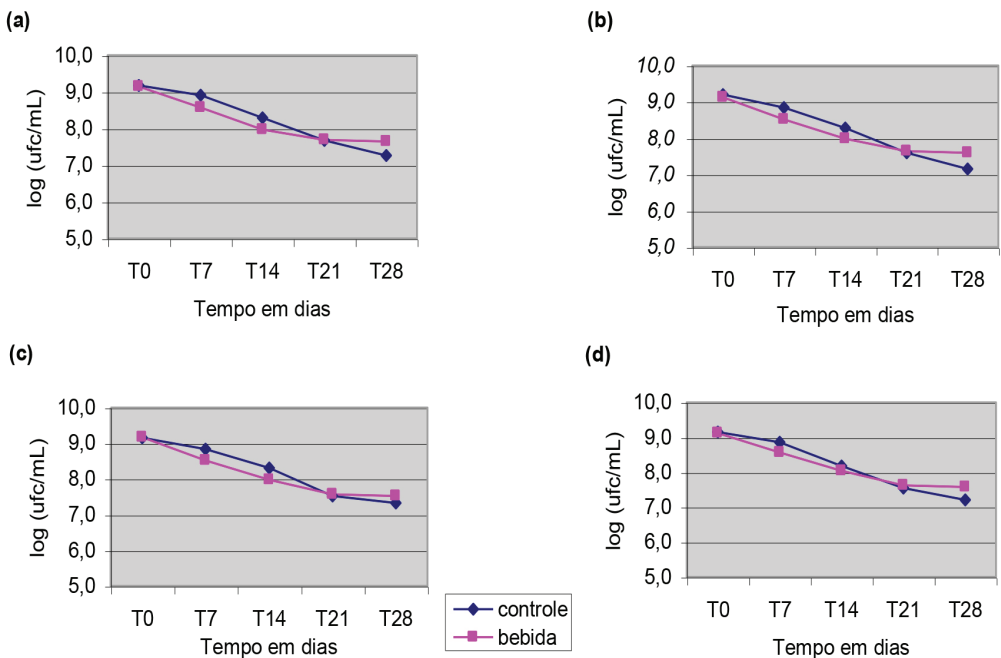 (a)
10,0
9,0
8,0
7,0
6,0
5,0
log (ufc/mL)
T0 T7 T14 T21 T28
Tempo em dias
(b)
10,0
9,0
8,0
7,0
6,0
5,0
log (ufc/mL)
T0 T7 T14 T21 T28
Tempo em dias
(c)
10,0
9,0
8,0
7,0
6,0
5,0
log (ufc/mL)
T0 T7 T14 T21 T28
Tempo em dias
controle
bebida
(d)
10,0
9,0
8,0
7,0
6,0
5,0
log (ufc/mL)
T0 T7 T14 T21 T28
Tempo em dias